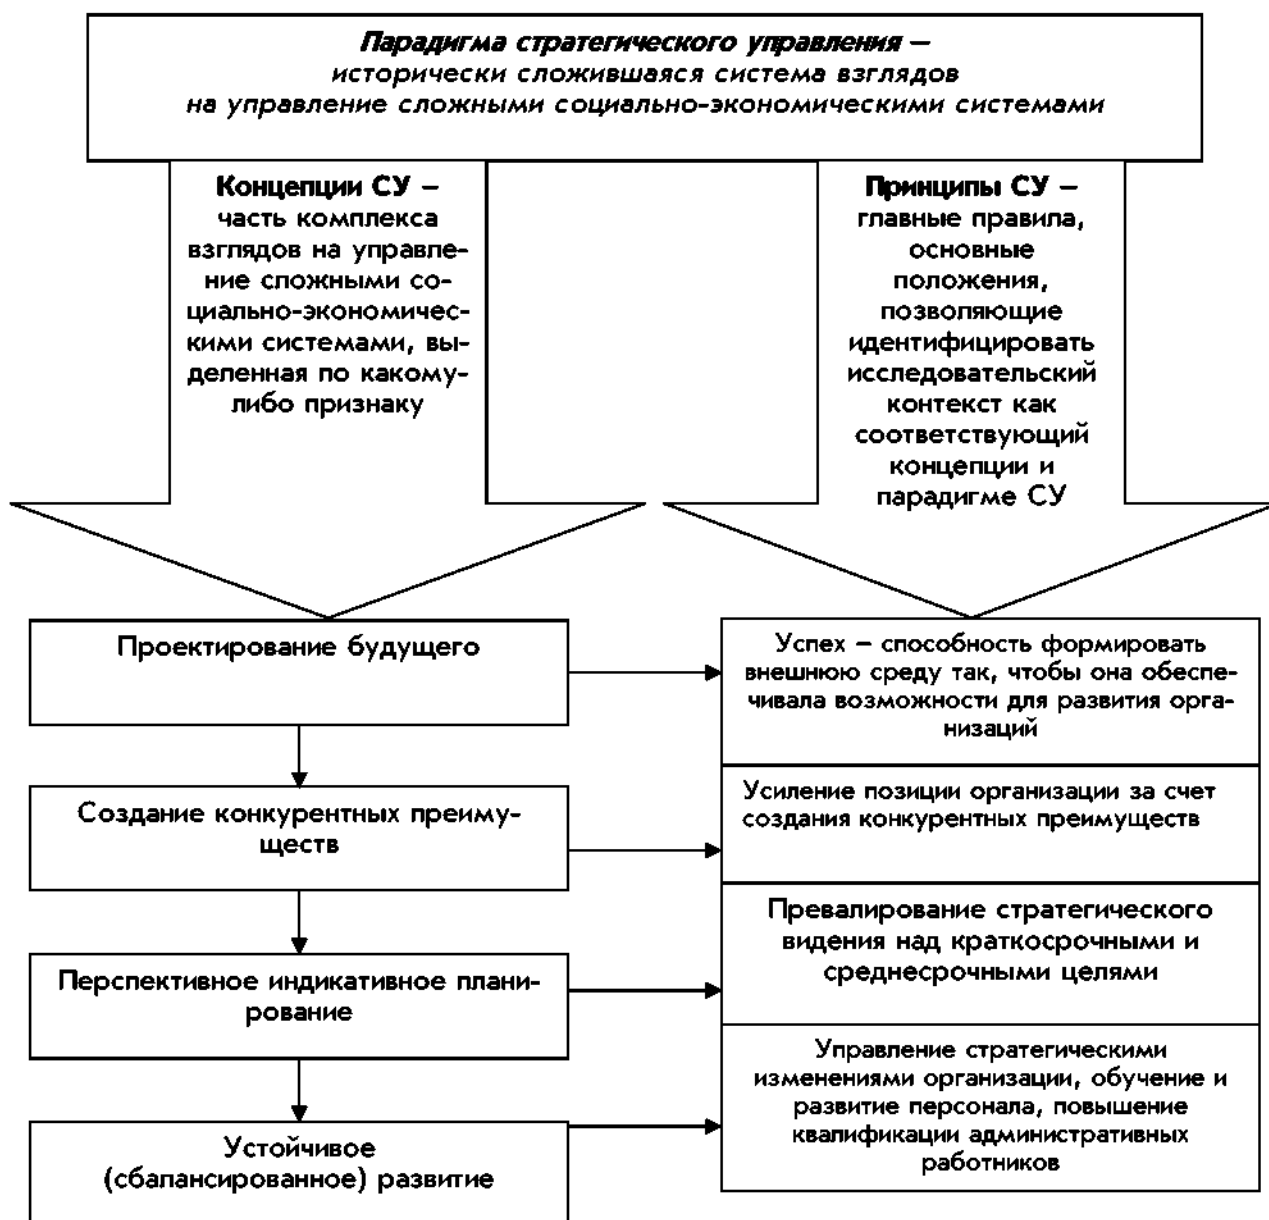 Парадигма стратегического управления –
исторически сложившаяся система взглядов
на управление сложными социально-экономическими системами
Концепции СУ –
часть комплекса
взглядов на управле-
ние сложными со-
циально-экономичес-
кими системами, вы-
деленная по какому-
либо признаку
Принципы СУ –
главные правила,
основные
положения,
позволяющие
идентифицировать
исследовательский
контекст как
соответствующий
концепции и
парадигме СУ
Проектирование будущего
Успех – способность формировать
внешнюю среду так, чтобы она обеспе-
чивала возможности для развития орга-
низаций
Создание конкурентных преиму-
ществ
Усиление позиции организации за счет
создания конкурентных преимуществ
Перспективное индикативное плани-
рование
Превалирование стратегического
видения над краткосрочными и
среднесрочными целями
Устойчивое
(сбалансированное) развитие
Управление стратегическими
изменениями организации, обучение и
развитие персонала, повышение
квалификации административных
работников